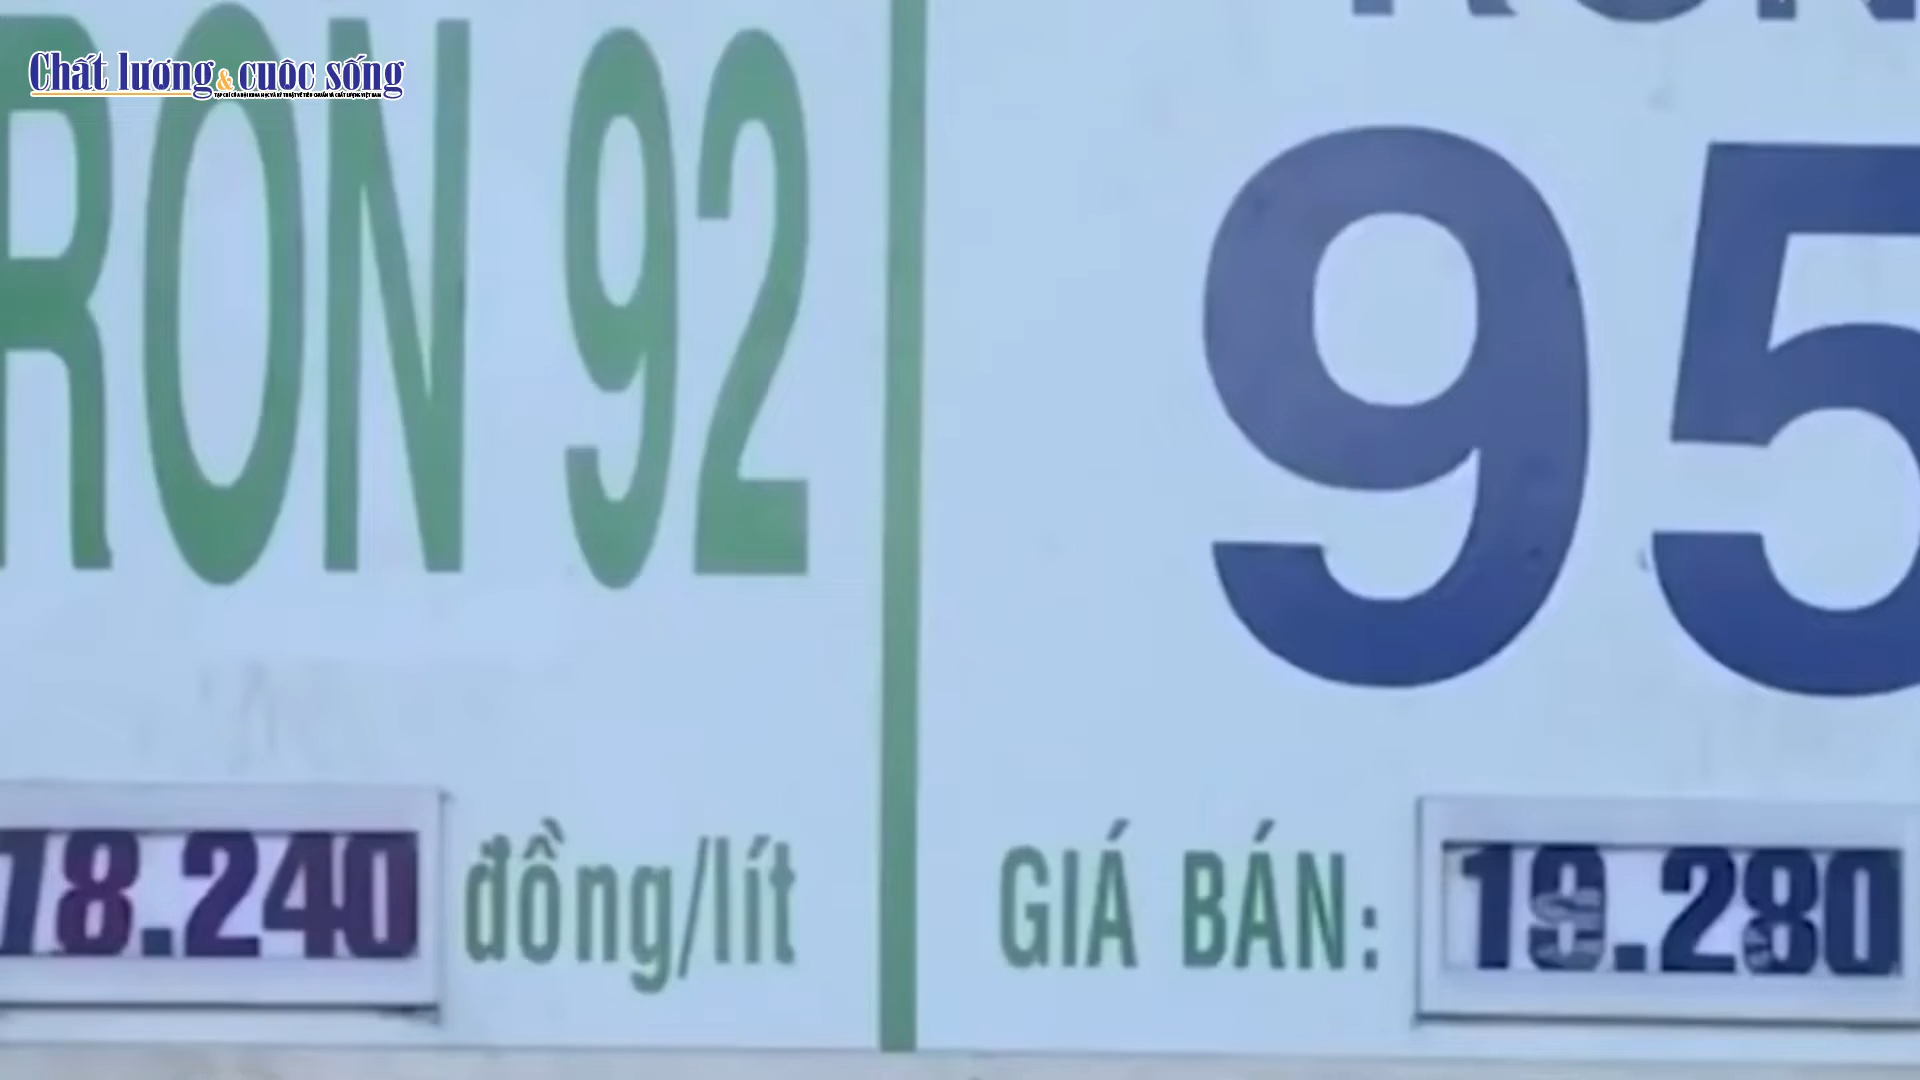 Chất lượng & cuộc sống
RON 92
95
18.240 đồng/lít
GIÁ BÁN: 19.280